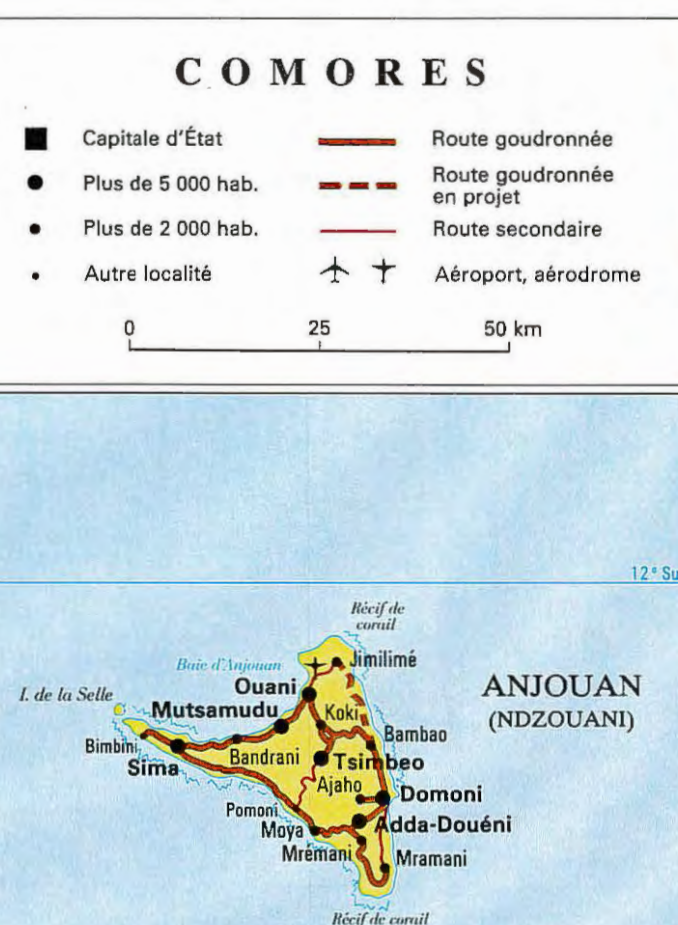 COMORES
Capitale d'État
Plus de 5 000 hab.
Plus de 2 000 hab.
Autre localité
Route goudronnée
Route goudronnée
en projet
Route secondaire
Aéroport, aérodrome
0 25 50 km
12° Su
Récif de
corail
Baie d'Anjouan
Jimilimé
I. de la Selle
Ouani
ANJOUAN
(NDZOUANI)
Mutsamudu
Koki
Bambao
Bimbini
Bandrani
Tsimbeo
Sima
Ajaho
Domoni
Pomoni
Adda-Douéni
Moya
Mremani
Mramani
Récif de corail